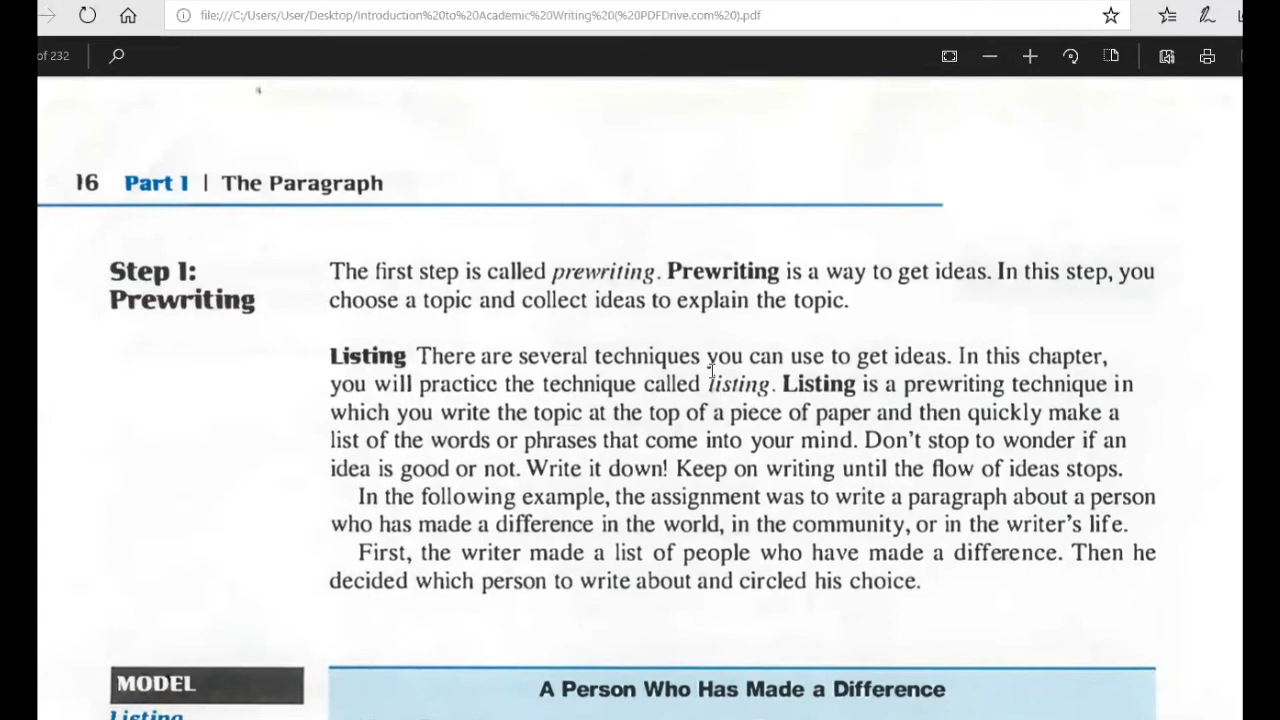 file:///C:/Users/User/Desktop/Introduction%20to%20Academic%20Writing%20(%20PDFDrive.com%20).pdf
of 232
16 Part 1 | The Paragraph
Step 1:
Prewriting
The first step is called prewriting. Prewriting is a way to get ideas. In this step, you
choose a topic and collect ideas to explain the topic.
Listing There are several techniques you can use to get ideas. In this chapter,
you will practice the technique called listing. Listing is a prewriting technique in
which you write the topic at the top of a piece of paper and then quickly make a
list of the words or phrases that come into your mind. Don't stop to wonder if an
idea is good or not. Write it down! Keep on writing until the flow of ideas stops.
In the following example, the assignment was to write a paragraph about a person
who has made a difference in the world, in the community, or in the writer's life.
First, the writer made a list of people who have made a difference. Then he
decided which person to write about and circled his choice.
MODEL
Listing
A Person Who Has Made a Difference